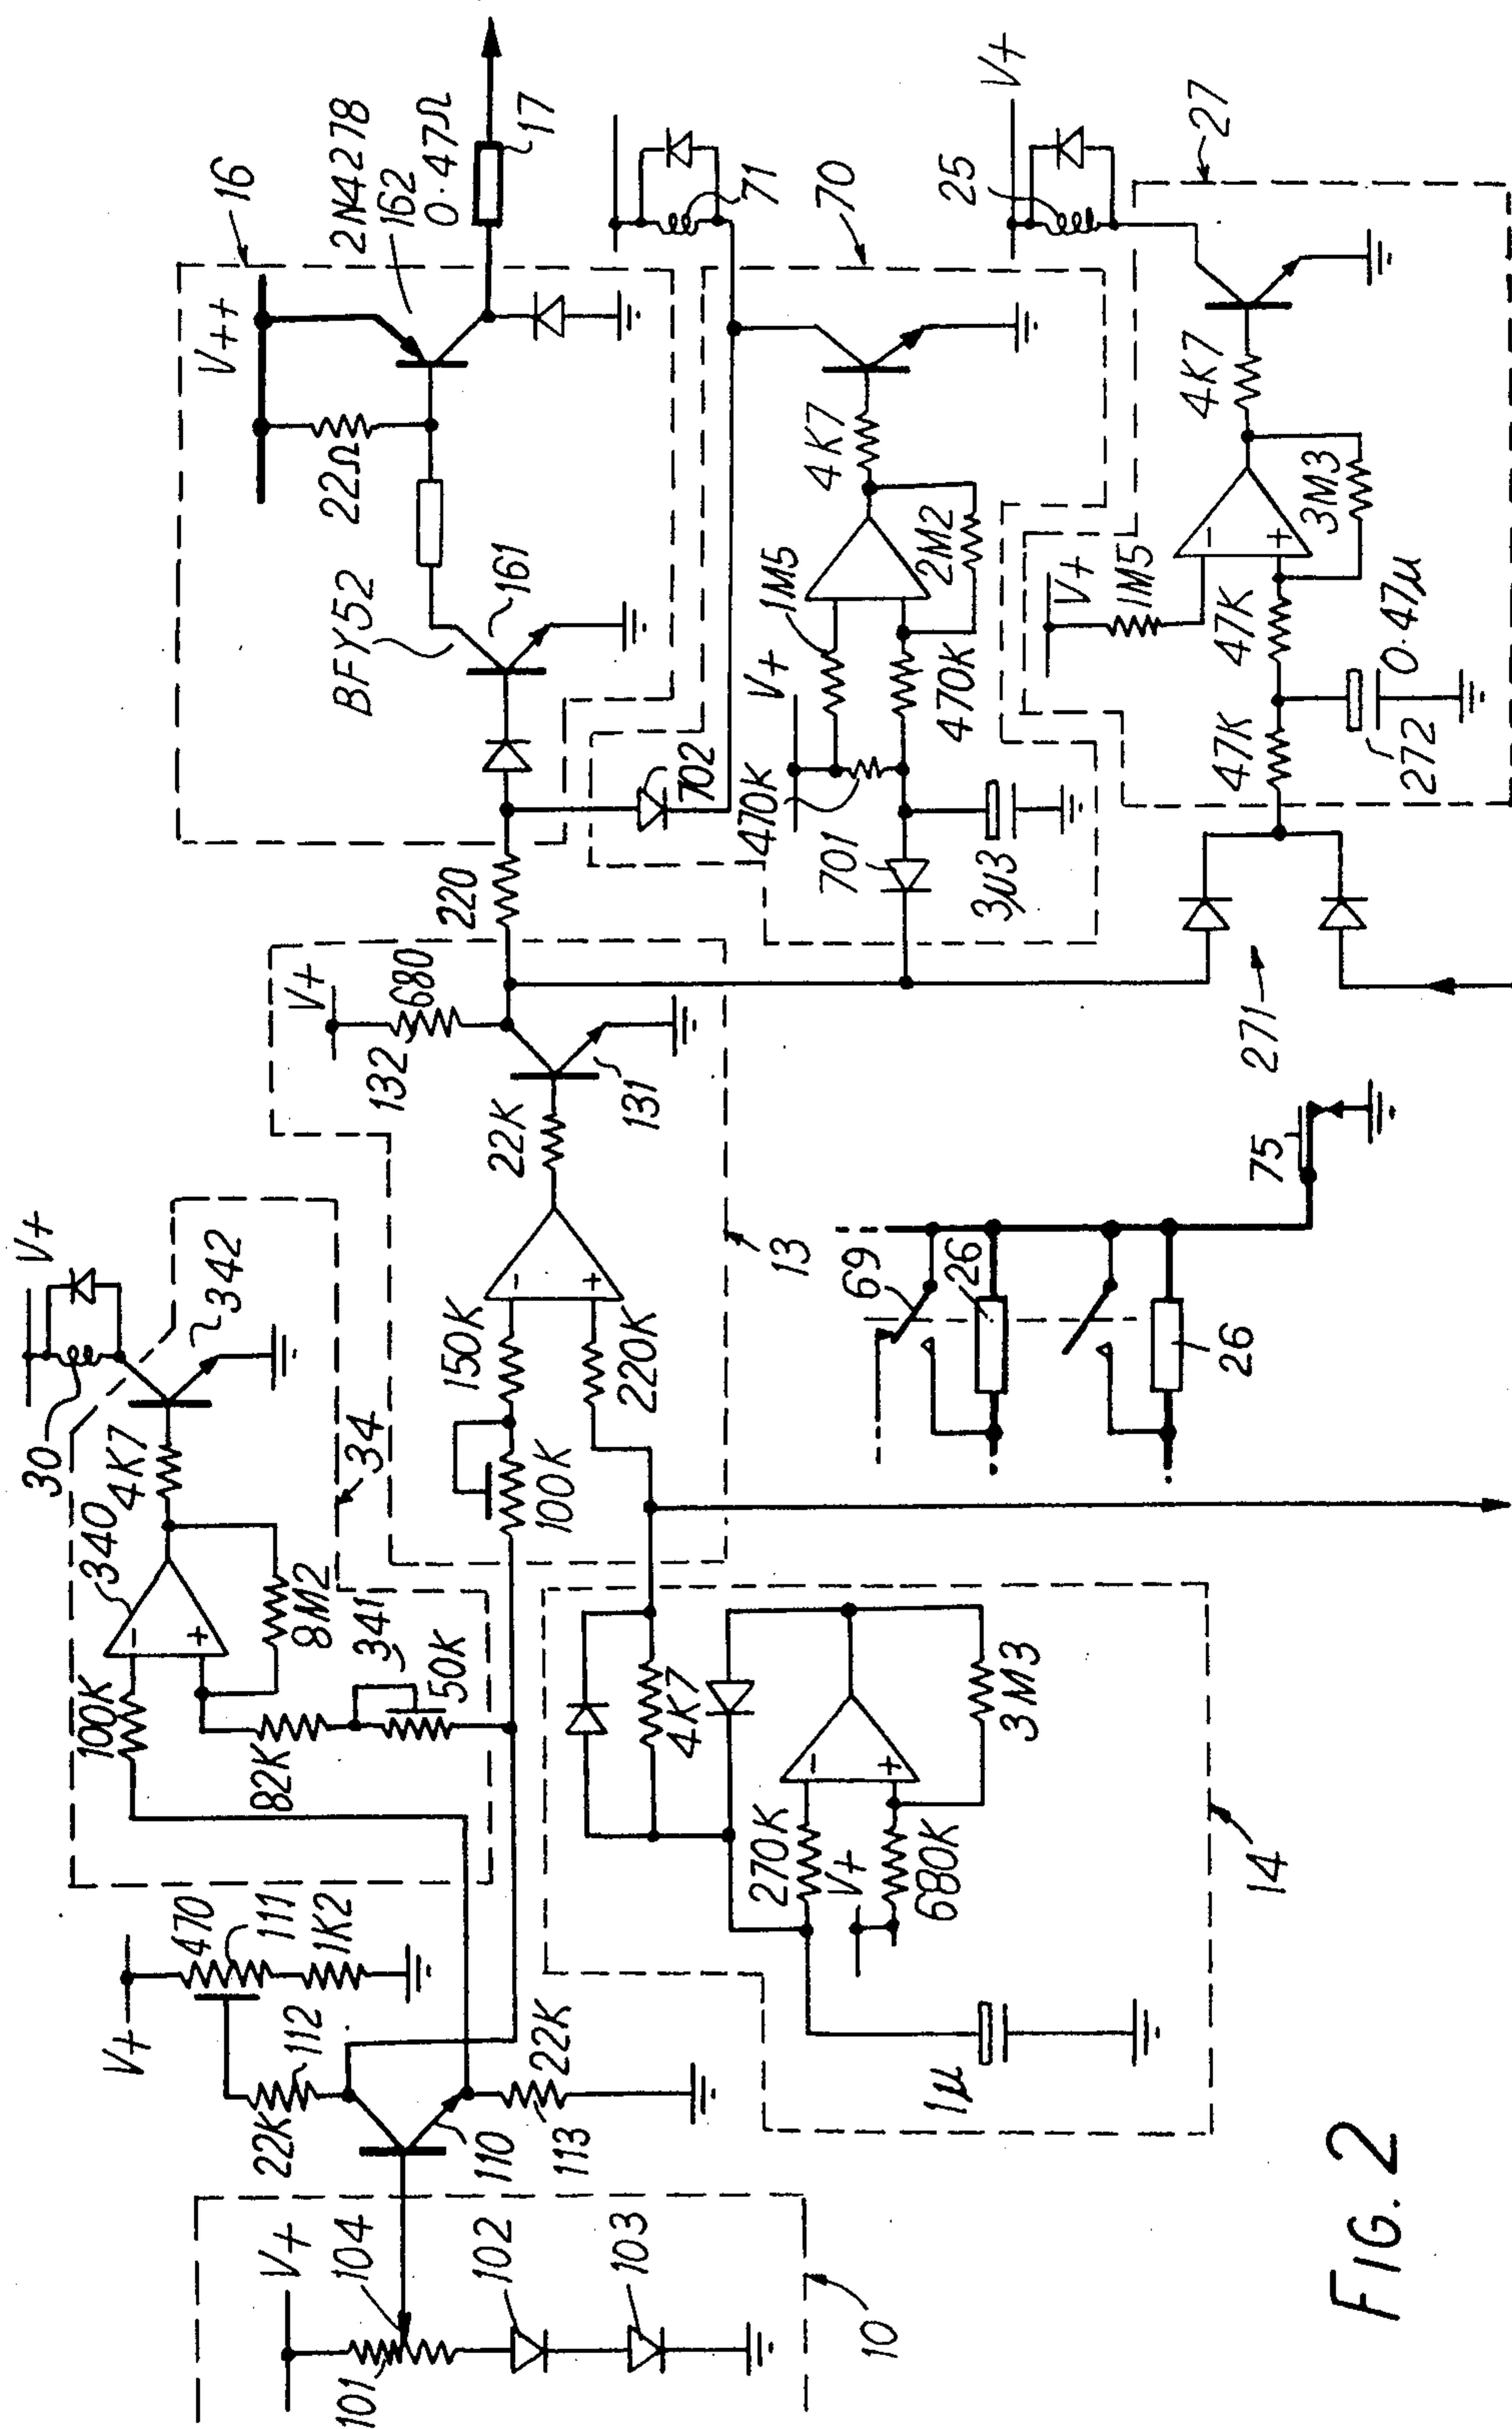 V+
101
104
102
103
10
V+
470
111
1K2
112
22K
110
113
22K
100K
340
4K7
30
V+
342
34
8M2
341
50K
82K
150K
100K
220K
22K
131
13
132
V+
680
220
4K7
270K
V+
680K
3M3
1µ
14
BFY52
161
22Ω
V++
16
2N4278
162
0·47Ω
17
71
70
702
470K
V+
1M5
701
470K
2M2
4K7
3µ3
V+
25
27
4K7
V+
1M5
3M3
47K
47K
272
0·47µ
271
69
26
26
75
-
+
-
+
-
+
-
+
FIG. 2